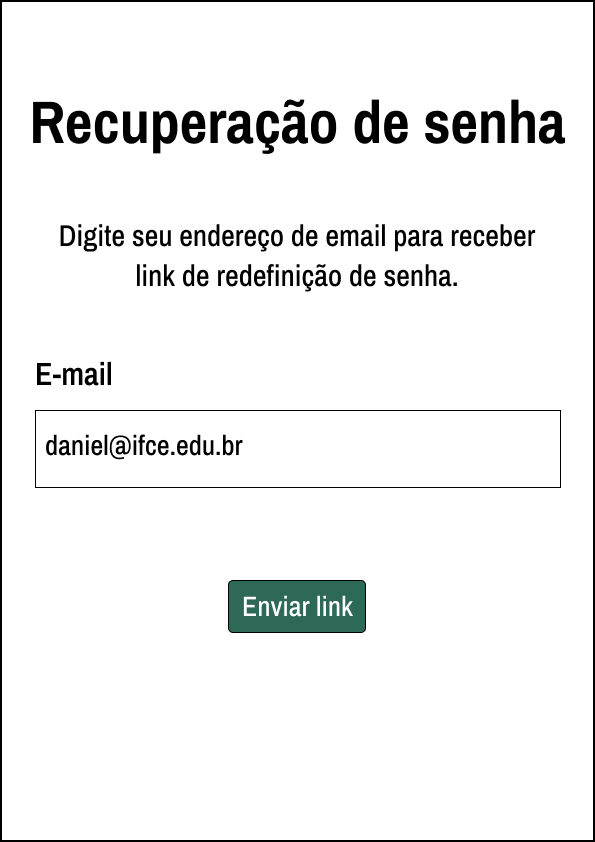 Recuperação de senha
Digite seu endereço de email para receber
link de redefinição de senha.
E-mail
daniel@ifce.edu.br
Enviar link